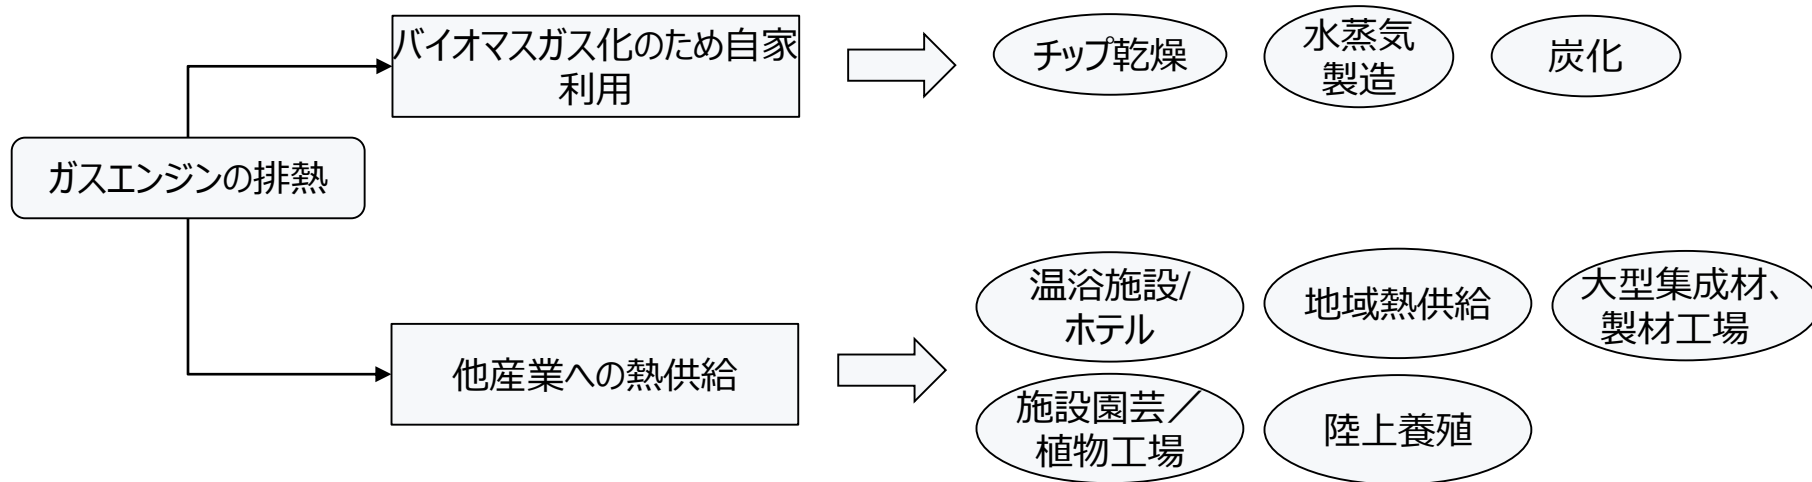 バイオマスガス化のため自家
利用
チップ乾燥
水蒸気
製造
炭化
ガスエンジンの排熱
他産業への熱供給
温浴施設/
ホテル
地域熱供給
大型集成材、
製材工場
施設園芸／
植物工場
陸上養殖